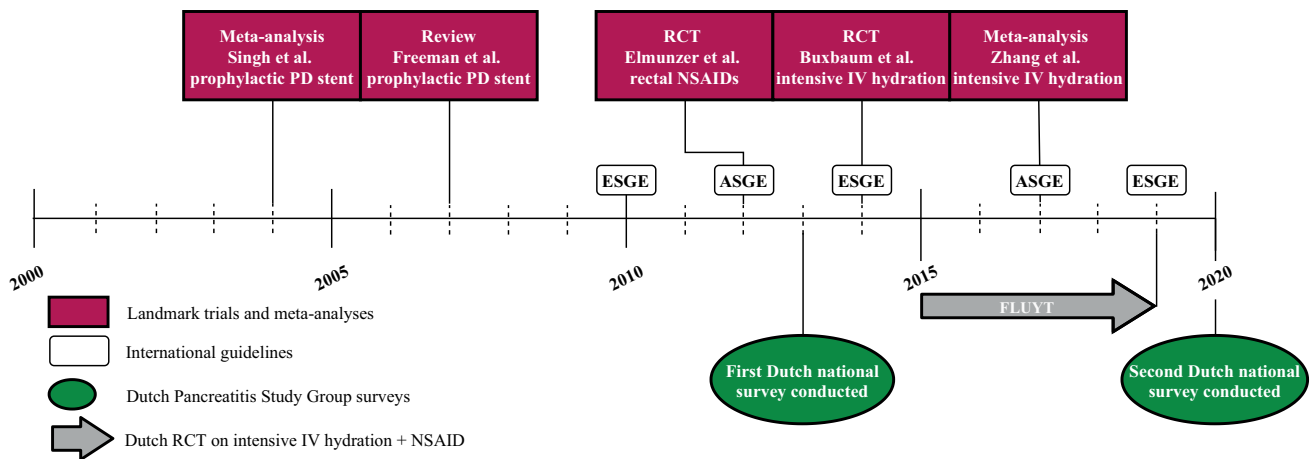 Meta-analysis
Singh et al.
prophylactic PD stent
Review
Freeman et al.
prophylactic PD stent
RCT
Elmunzer et al.
rectal NSAIDs
RCT
Buxbaum et al.
intensive IV hydration
Meta-analysis
Zhang et al.
intensive IV hydration
ESGE
ASGE
ESGE
ASGE
ESGE
2000
2005
2010
2015
2020
FLUYT
First Dutch national
survey conducted
Second Dutch national
survey conducted
Landmark trials and meta-analyses
International guidelines
Dutch Pancreatitis Study Group surveys
Dutch RCT on intensive IV hydration + NSAID